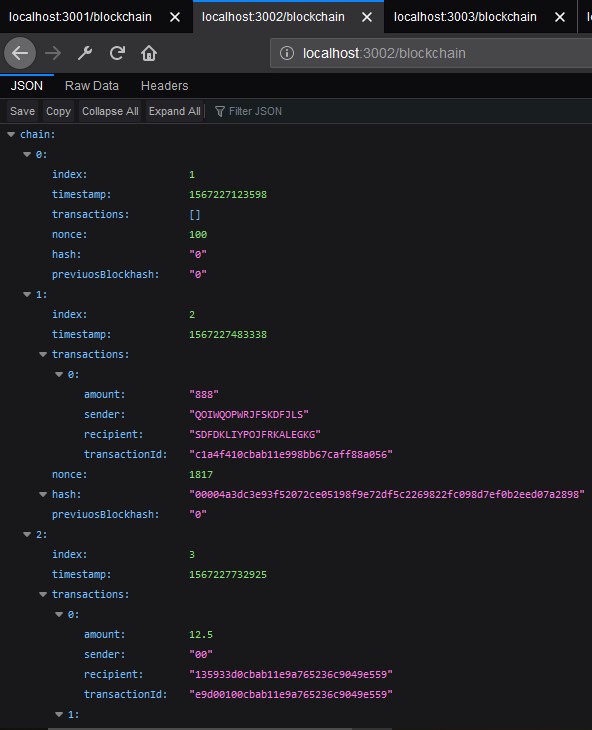 localhost:3001/blockchain × localhost:3002/blockchain × localhost:3003/blockchain ×
localhost:3002/blockchain
JSON Raw Data Headers
Save Copy Collapse All Expand All Filter JSON
chain:
0:
index: 1
timestamp: 1567227123598
transactions: []
nonce: 100
hash: "0"
previuosBlockhash: "0"
1:
index: 2
timestamp: 1567227483338
transactions:
0:
amount: "888"
sender: "QOIWQOPWRJFSKDFJLS"
recipient: "SDFDKLIYPOJFRKALEGKG"
transactionId: "c1a4f410cbab11e998bb67caff88a056"
nonce: 1817
hash: "00004a3dc3e93f52072ce05198f9e72df5c2269822fc098d7ef0b2eed07a2898"
previuosBlockhash: "0"
2:
index: 3
timestamp: 1567227732925
transactions:
0:
amount: 12.5
sender: "00"
recipient: "135933d0cbab11e9a765236c9049e559"
transactionId: "e9d00100cbab11e9a765236c9049e559"
1: